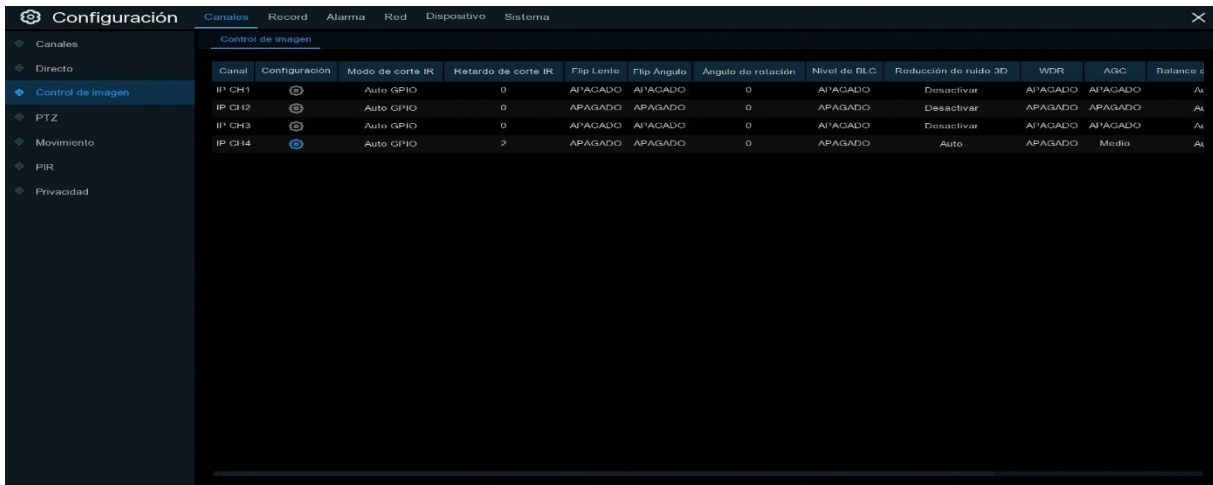 Configuración Canales Record Alarma Red Dispositivo Sistema
Canales
Directo
Control de imagen
PTZ
Movimiento
PIR
Privacidad
Control de imagen
Canal Configuración Modo de corte IR Retardo de corte IR Flip Lente Flip Ángulo Ángulo de rotación Nivel de BLC Reducción de ruido 3D WDR AGC Balance
IP CH1 Auto GPIO 0 APAGADO APAGADO 0 APAGADO Desactivar APAGADO APAGADO
IP CH2 Auto GPIO 0 APAGADO APAGADO 0 APAGADO Desactivar APAGADO APAGADO
IP CH3 Auto GPIO 0 APAGADO APAGADO 0 APAGADO Desactivar APAGADO APAGADO
IP CH4 Auto GPIO 2 APAGADO APAGADO 0 APAGADO Auto APAGADO Medio